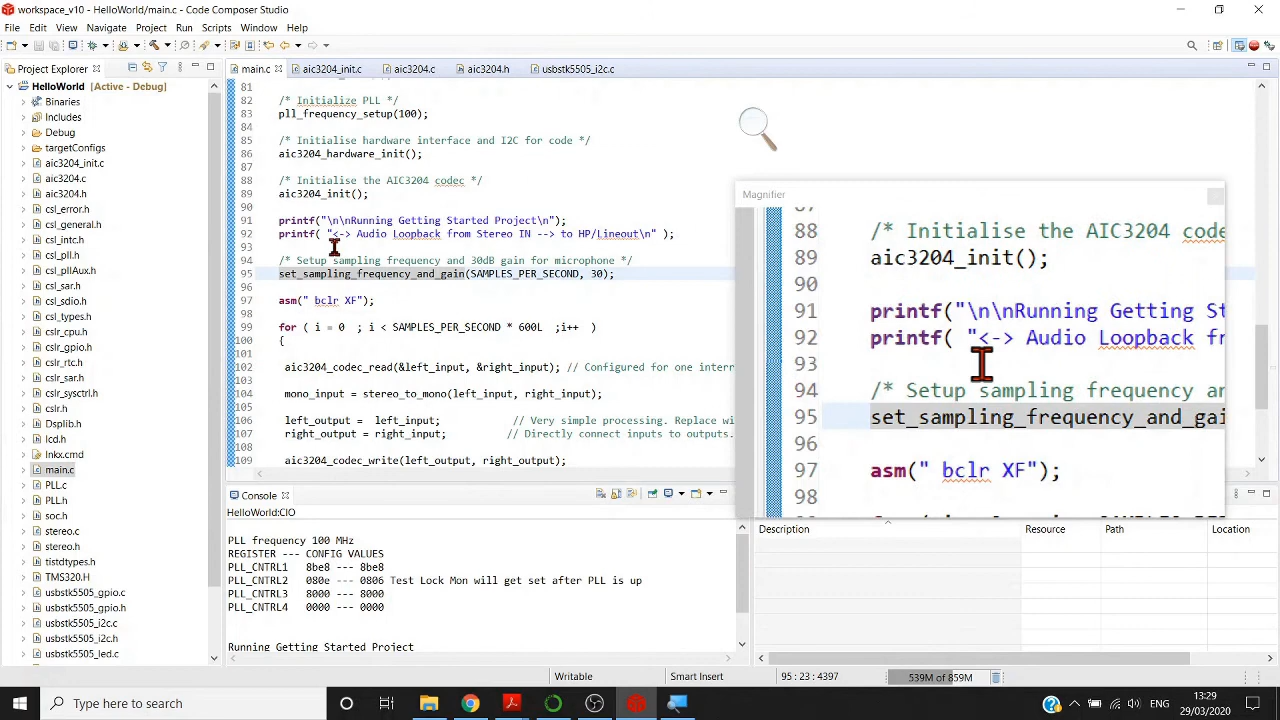 workspace_v10 - HelloWorld/main.c - Code Composer Studio
File Edit View Navigate Project Run Scripts Window Help
Project Explorer
main.c aic3204_init.c aic3204.c aic3204.h usbstk5505_i2c.c
HelloWorld [Active - Debug]
Binaries
Includes
Debug
targetConfigs
aic3204_init.c
aic3204.c
aic3204.h
csl_error.h
csl_general.h
csl_intc.h
csl_pll.h
csl_pllAux.h
csl_sar.h
csl_sdio.h
csl_types.h
cslr_cpu.h
cslr_gpio.h
cslr_rtc.h
cslr_sar.h
cslr_sysctrl.h
cslr.h
Dsplib.h
lcd.h
lnkx.cmd
main.c
PLL.c
PLL.h
soc.h
stereo.c
stereo.h
tistdtypes.h
TMS320.H
usbstk5505_gpio.c
usbstk5505_gpio.h
usbstk5505_i2c.c
usbstk5505_i2c.h
usbstk5505_led.c
81
82 /* Initialize PLL */
83 pll_frequency_setup(100);
84
85 /* Initialise hardware interface and I2C for code */
86 aic3204_hardware_init();
87
88 /* Initialise the AIC3204 codec */
89 aic3204_init();
90
91 printf("\n\nRunning Getting Started Project\n");
92 printf( "<-> Audio Loopback from Stereo IN --> to HP/Lineout\n" );
93
94 /* Setup sampling frequency and 30dB gain for microphone */
95 set_sampling_frequency_and_gain(SAMPLES_PER_SECOND, 30);
96
97 asm(" bclr XF");
98
99 for ( i = 0 ; i < SAMPLES_PER_SECOND * 600L ;i++ )
100 {
101
102 aic3204_codec_read(&left_input, &right_input); // Configured for one interr
103
104 mono_input = stereo_to_mono(left_input, right_input);
105
106 left_output = left_input; // Very simple processing. Replace wi
107 right_output = right_input; // Directly connect inputs to outputs.
108
109 aic3204_codec_write(left_output, right_output);
Magnifier
88 /* Initialise the AIC3204 code
89 aic3204_init();
90
91 printf("\n\nRunning Getting St
92 printf( "<-> Audio Loopback fr
93
94 /* Setup sampling frequency an
95 set_sampling_frequency_and_gai
96
97 asm(" bclr XF");
98
Console
HelloWorld:CIO
PLL frequency 100 MHz
REGISTER --- CONFIG VALUES
PLL_CNTRL1 8be8 --- 8be8
PLL_CNTRL2 080e --- 0806 Test Lock Mon will get set after PLL is up
PLL_CNTRL3 8000 --- 8000
PLL_CNTRL4 0000 --- 0000
Running Getting Started Project
Description Resource Path Location
Writable Smart Insert 95 : 23 : 4397 539M of 859M
Type here to search
ENG
13:29
29/03/2020